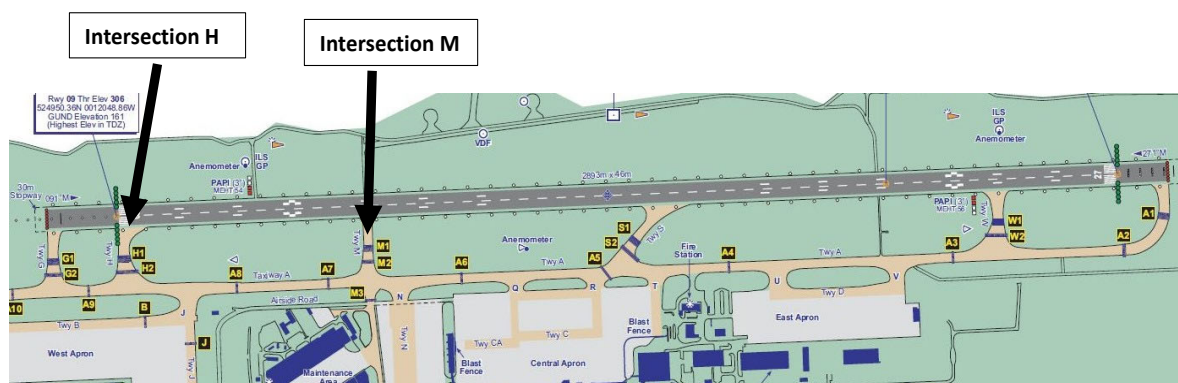 Intersection H
Intersection M
Rwy 09 Thr Elev 306
524950.36N 0012048.86W
GUND Elevation 161
(Highest Elev in TDZ)
ILS
GP
Anemometer
PAPI (3°)
MEHT-54
VDF
ILS
GP
Anemometer
30m
Stopway
091°M
2893m x 46m
27
271°M
PAPI (3°)
MEHT-56
Twy G
G1
G2
Twy H
H1
H2
Twy M
M1
M2
M3
Anemometer
S1
S2
Twy S
Twy W
W1
W2
A1
A2
A3
A4
A5
A6
A7
A8
A9
A10
Taxiway A
Twy A
Twy A
Fire
Station
Airside Road
B
J
N
Q
R
T
U
V
Twy B
Twy J
J
Twy N
Twy C
Twy CA
Twy D
West Apron
Maintenance
Area
Blast
Fence
Central Apron
Blast
Fence
East Apron